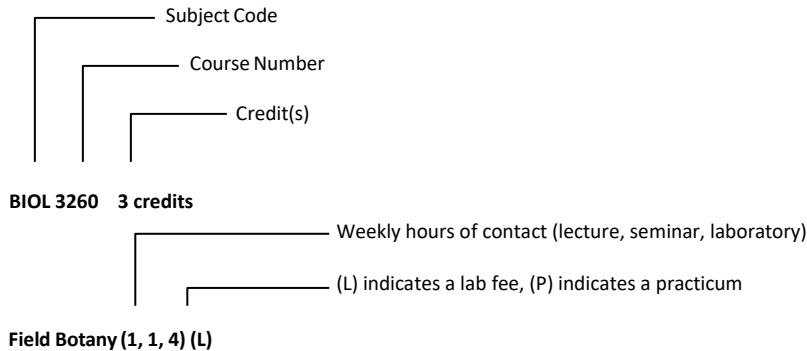 Subject Code
Course Number
Credit(s)
BIOL 3260 3 credits
Weekly hours of contact (lecture, seminar, laboratory)
(L) indicates a lab fee, (P) indicates a practicum
Field Botany (1, 1, 4) (L)